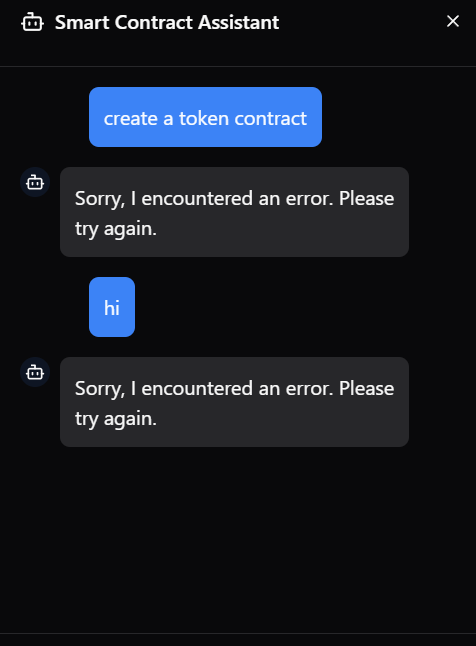 Smart Contract Assistant
create a token contract
Sorry, I encountered an error. Please
try again.
hi
Sorry, I encountered an error. Please
try again.